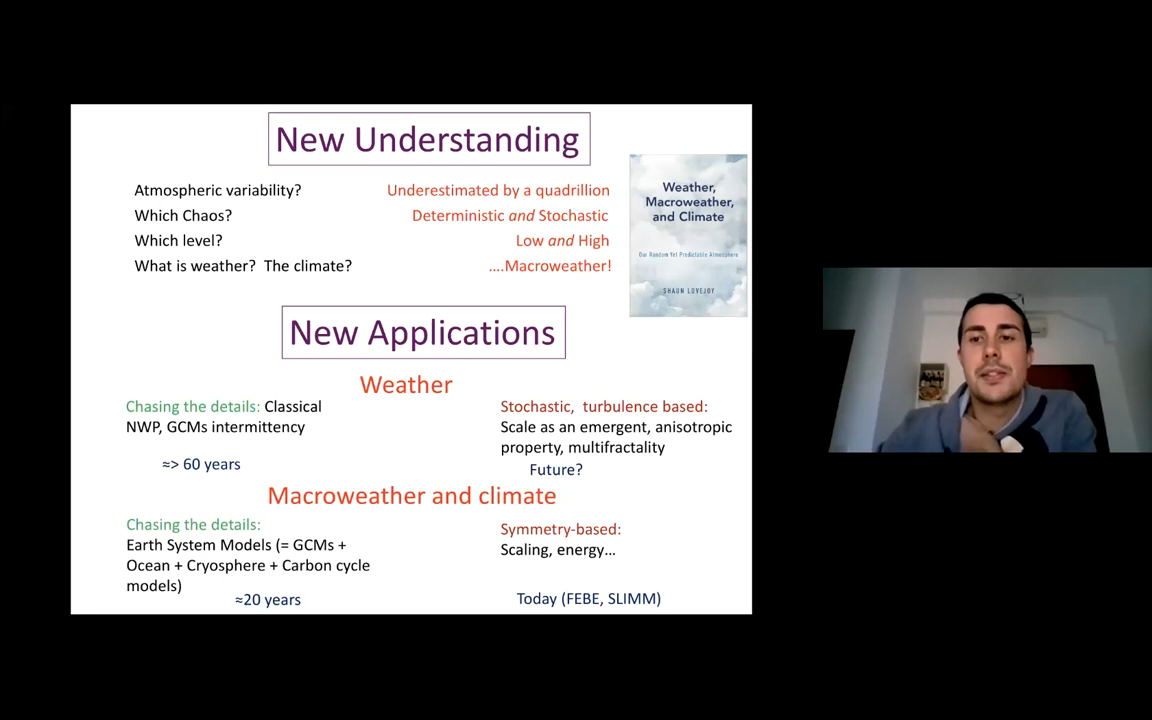 New Understanding
Atmospheric variability?
Underestimated by a quadrillion
Which Chaos?
Deterministic and Stochastic
Which level?
Low and High
What is weather?  The climate?
....Macroweather!
Weather,
Macroweather,
and Climate
Our Random Yet Predictable Atmosphere
SHAUN LOVEJOY
New Applications
Weather
Chasing the details: Classical
NWP, GCMs intermittency
≈> 60 years
Stochastic,  turbulence based:
Scale as an emergent, anisotropic
property, multifractality
Future?
Macroweather and climate
Chasing the details:
Earth System Models (= GCMs +
Ocean + Cryosphere + Carbon cycle
models)
≈20 years
Symmetry-based:
Scaling, energy...
Today (FEBE, SLIMM)